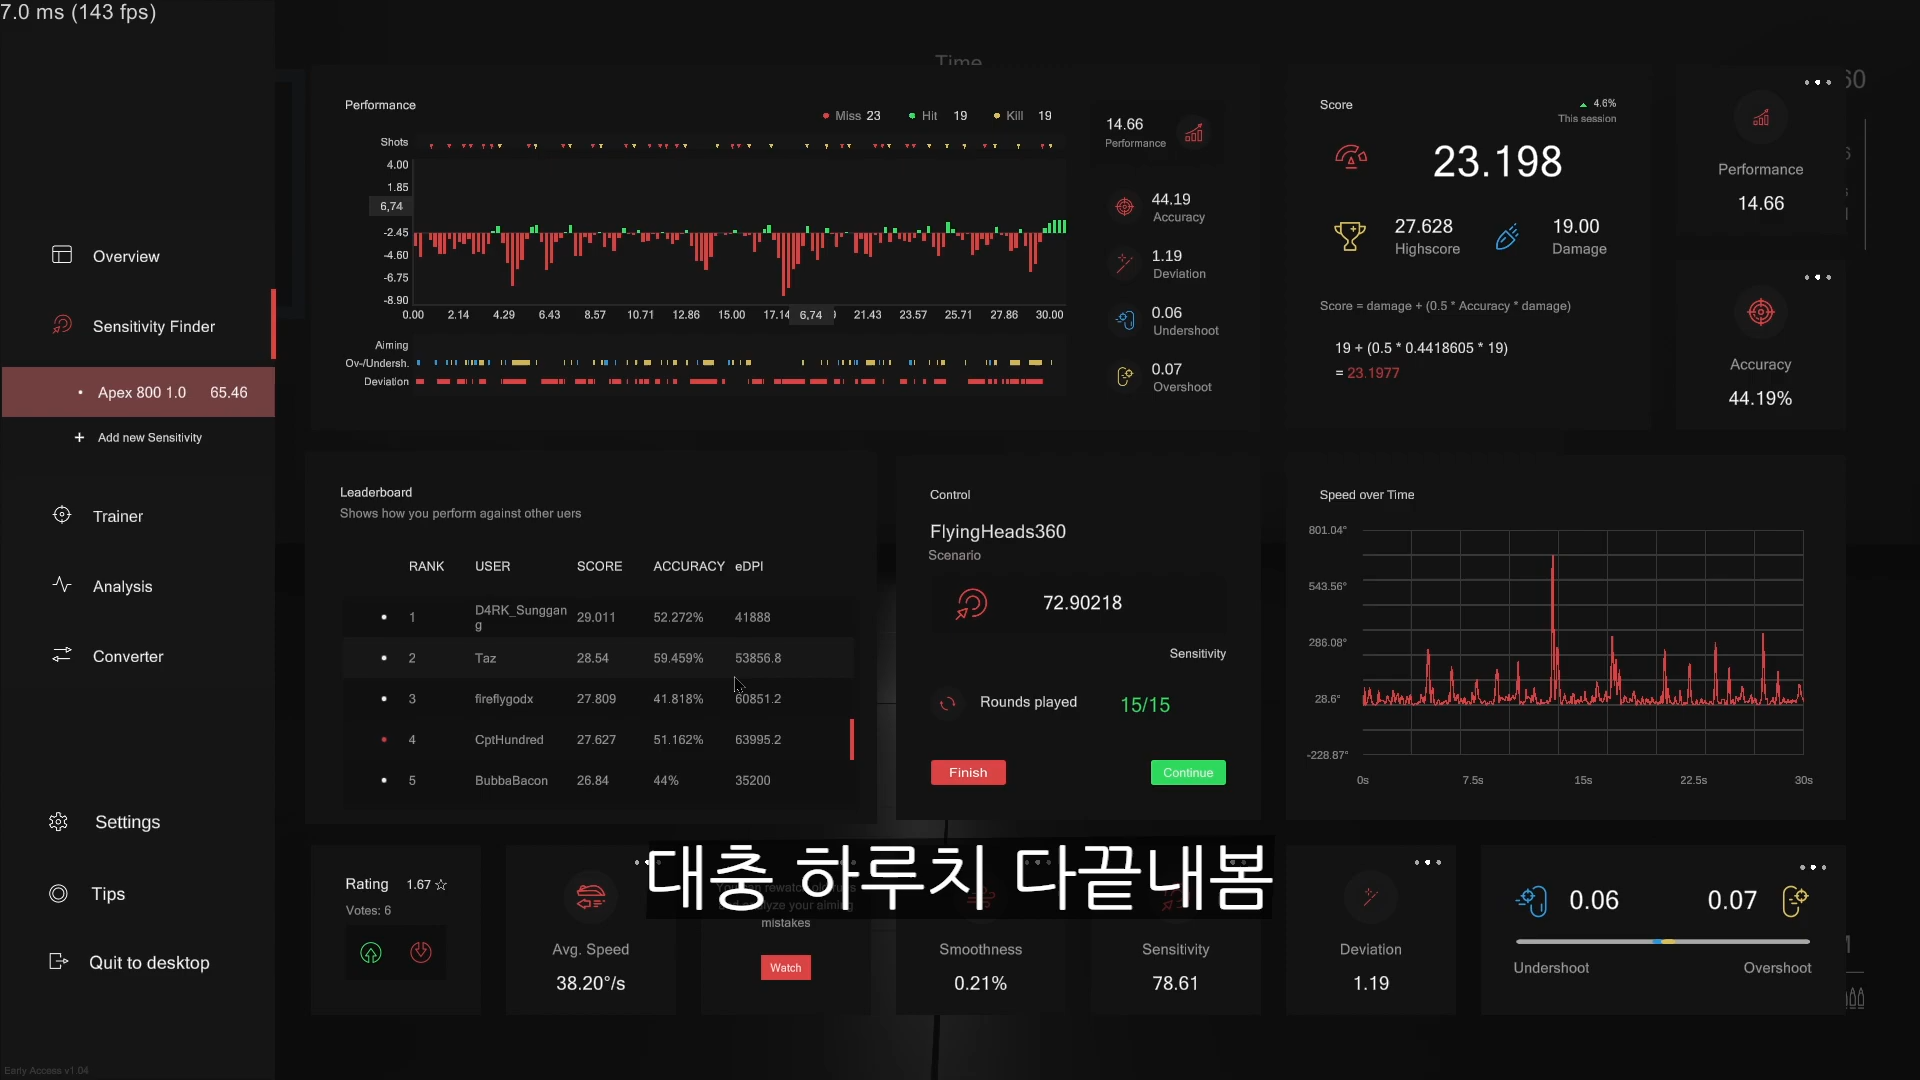 7.0 ms (143 fps)
Time
60
Performance
Miss 23
Hit 19
Kill 19
Shots
4.00
1.85
6,74
-2.45
-4.60
-6.75
-8.90
0.00 2.14 4.29 6.43 8.57 10.71 12.86 15.00 17.14 6,74 21.43 23.57 25.71 27.86 30.00
Aiming
Ov-/Undersh.
Deviation
14.66
Performance
44.19
Accuracy
1.19
Deviation
0.06
Undershoot
0.07
Overshoot
Score
4.6%
This session
23.198
27.628
Highscore
19.00
Damage
Score = damage + (0.5 * Accuracy * damage)
19 + (0.5 * 0.4418605 * 19)
= 23.1977
Performance
14.66
Accuracy
44.19%
Overview
Sensitivity Finder
Apex 800 1.0 65.46
+ Add new Sensitivity
Trainer
Analysis
Converter
Settings
Tips
Quit to desktop
Early Access v1.04
Leaderboard
Shows how you perform against other uers
RANK USER SCORE ACCURACY eDPI
1 D4RK_Sunggan
g 29.011 52.272% 41888
2 Taz 28.54 59.459% 53856.8
3 fireflygodx 27.809 41.818% 60851.2
4 CptHundred 27.627 51.162% 63995.2
5 BubbaBacon 26.84 44% 35200
Control
FlyingHeads360
Scenario
72.90218
Sensitivity
Rounds played 15/15
Finish
Continue
Speed over Time
801.04°
543.56°
286.08°
28.6°
-228.87°
0s 7.5s 15s 22.5s 30s
대충 하루치 다끝내봄
Rating 1.67
Votes: 6
Avg. Speed
38.20°/s
mistakes
Watch
Smoothness
0.21%
Sensitivity
78.61
Deviation
1.19
0.06
0.07
Undershoot
Overshoot